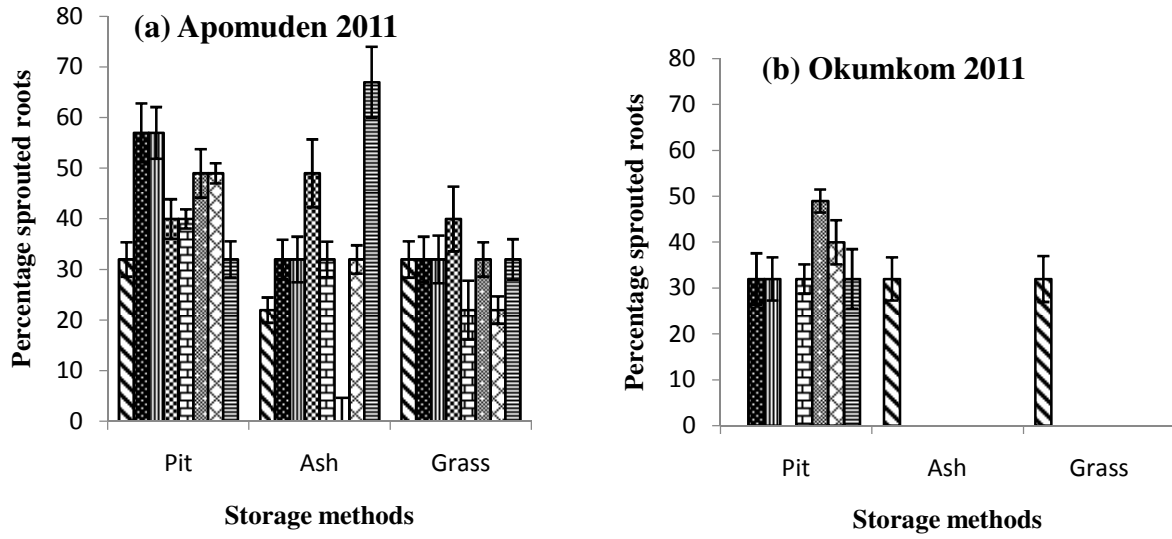 (a) Apomuden 2011
Percentage sprouted roots
80
70
60
50
40
30
20
10
0
Pit Ash Grass
Storage methods
(b) Okumkom 2011
Percentage sprouted roots
80
70
60
50
40
30
20
10
0
Pit Ash Grass
Storage methods